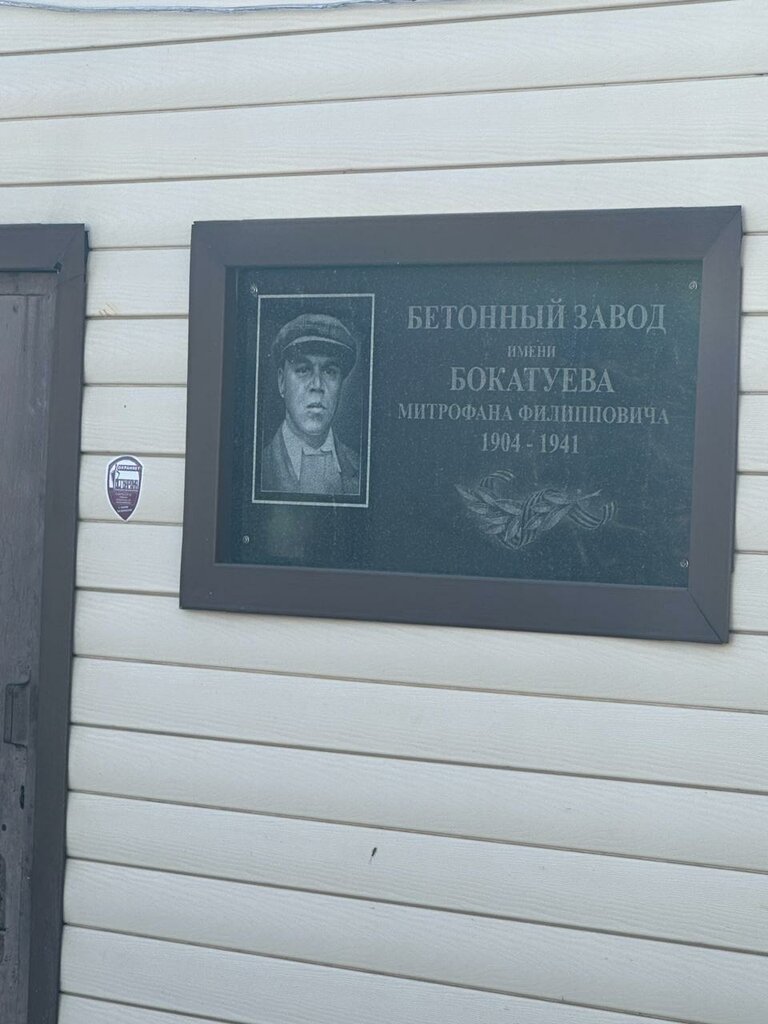 БЕТОННЫЙ ЗАВОД
ИМЕНИ
БОКАТУЕВА
МИТРОФАНА ФИЛИППОВИЧА
1904 - 1941